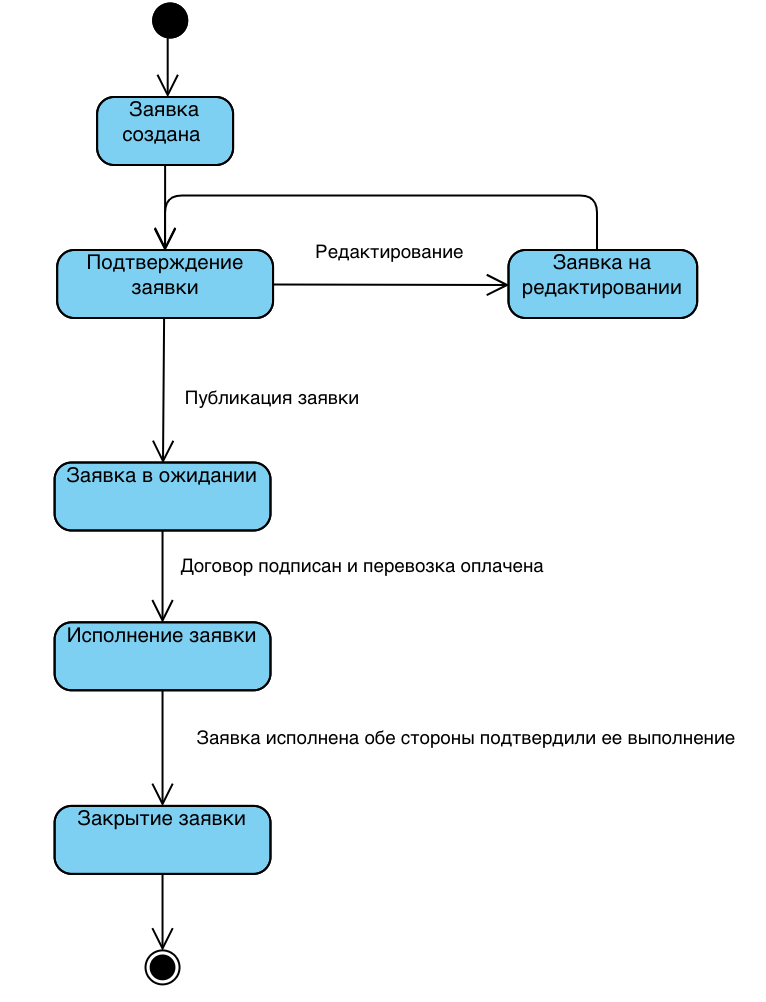 Заявка
создана
Редактирование
Подтверждение
заявки
Заявка на
редактировании
Публикация заявки
Заявка в ожидании
Договор подписан и перевозка оплачена
Исполнение заявки
Заявка исполнена обе стороны подтвердили ее выполнение
Закрытие заявки